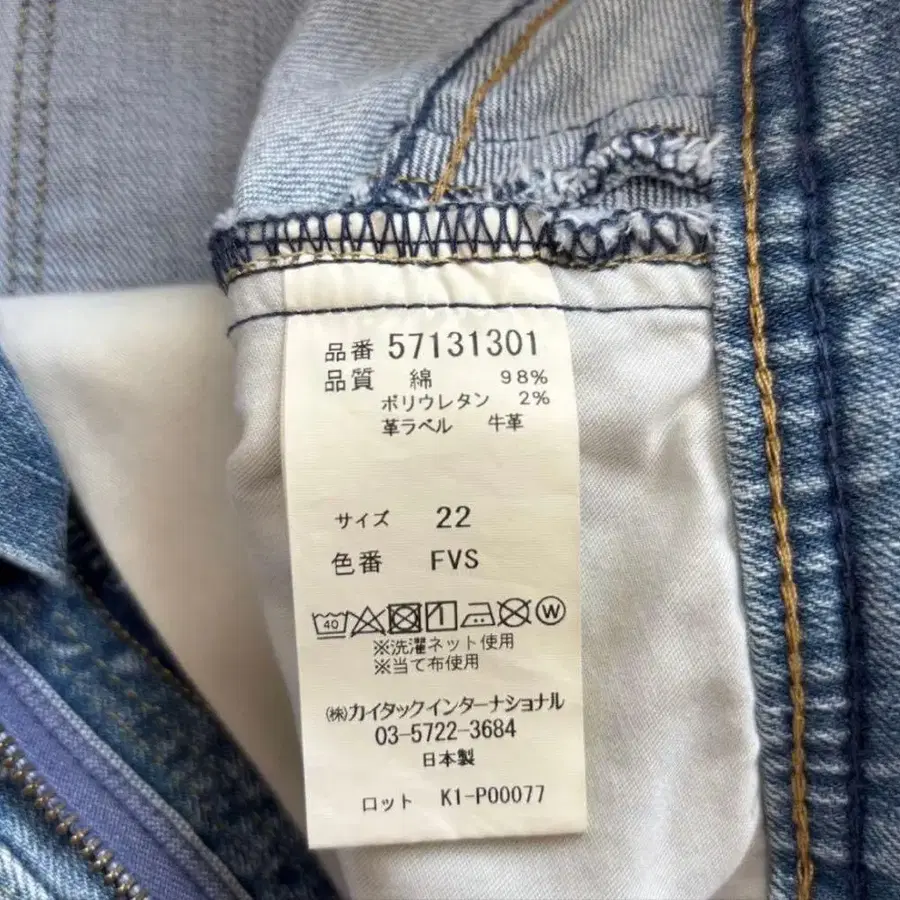 品番 57131301
品質 綿 98%
ポリウレタン 2%
革ラベル 牛革
サイズ 22
色番 FVS
40 W
※洗濯ネット使用
※当て布使用
㈱カイタックインターナショナル
03-5722-3684
日本製
ロット K1-P00077